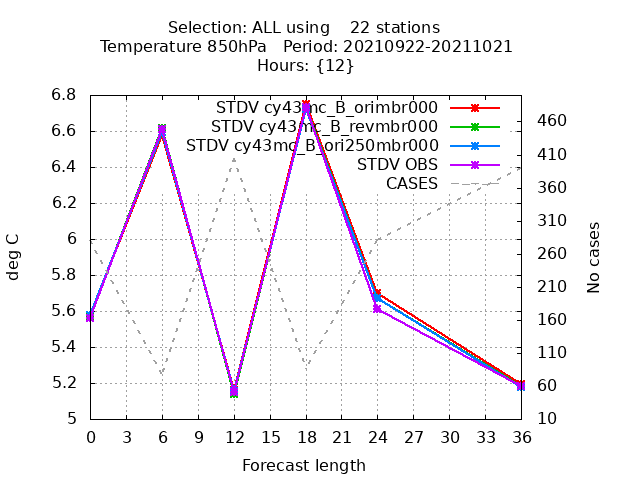 Selection: ALL using    22 stations
Temperature 850hPa   Period: 20210922-20211021
Hours: {12}
STDV cy43mc_B_orimbr000
STDV cy43mc_B_revmbr000
STDV cy43mc_B_ori250mbr000
STDV OBS
CASES
deg C
6.8
6.6
6.4
6.2
6
5.8
5.6
5.4
5.2
5
460
410
360
310
260
210
160
110
60
10
No cases
0 3 6 9 12 15 18 21 24 27 30 33 36
Forecast length